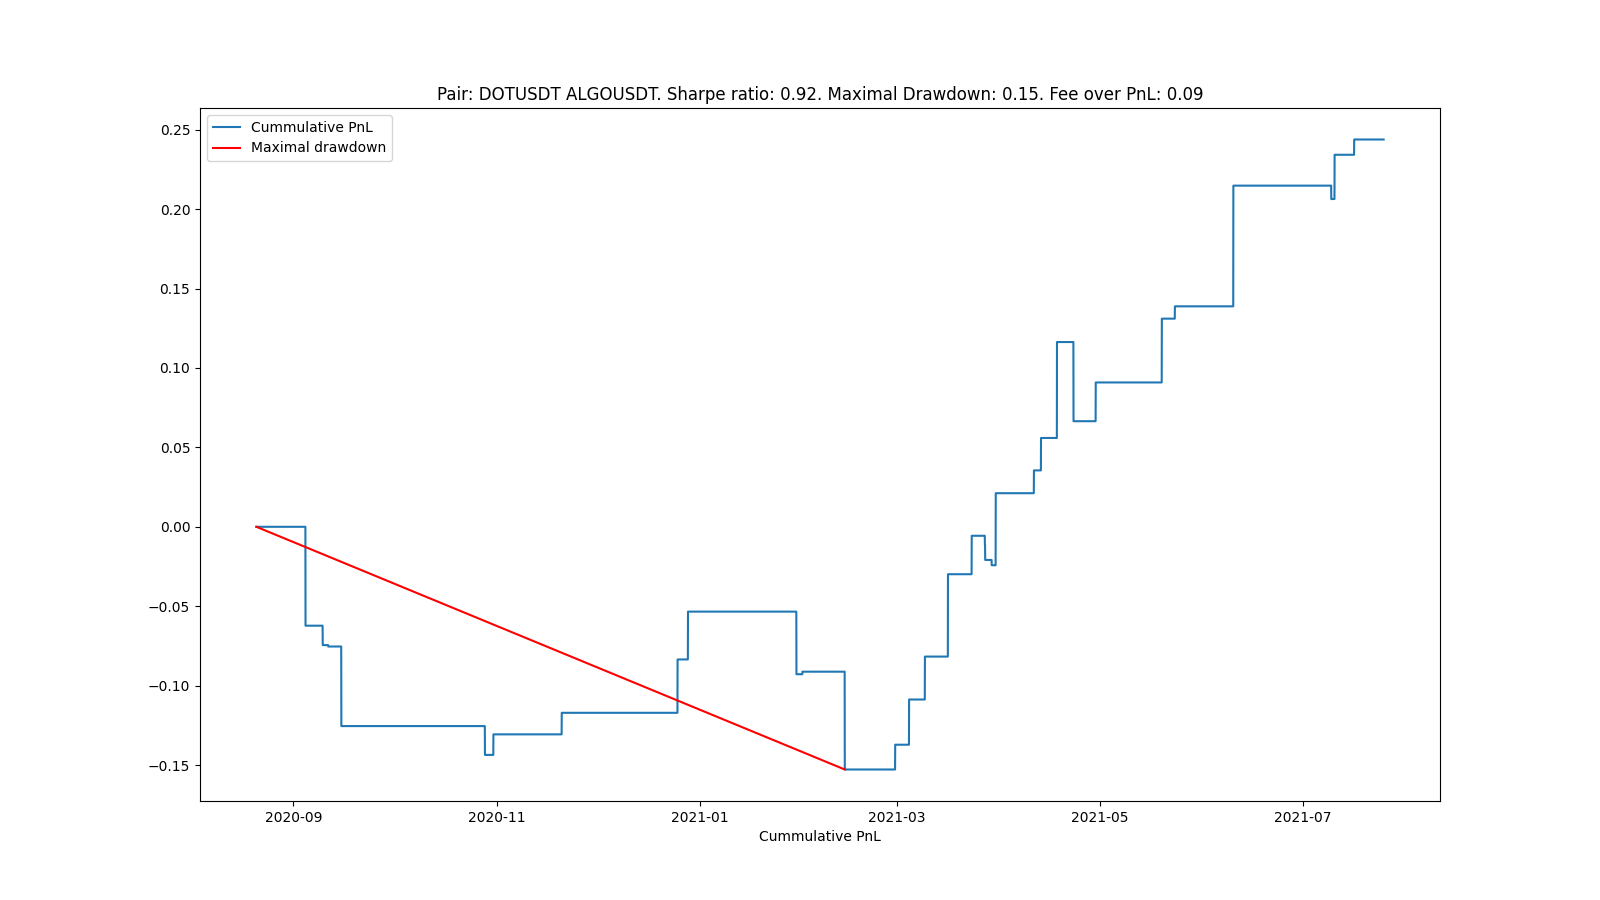 Pair: DOTUSDT ALGOUSDT. Sharpe ratio: 0.92. Maximal Drawdown: 0.15. Fee over PnL: 0.09
Cummulative PnL
Maximal drawdown
0.25
0.20
0.15
0.10
0.05
0.00
−0.05
−0.10
−0.15
2020-09 2020-11 2021-01 2021-03 2021-05 2021-07
Cummulative PnL